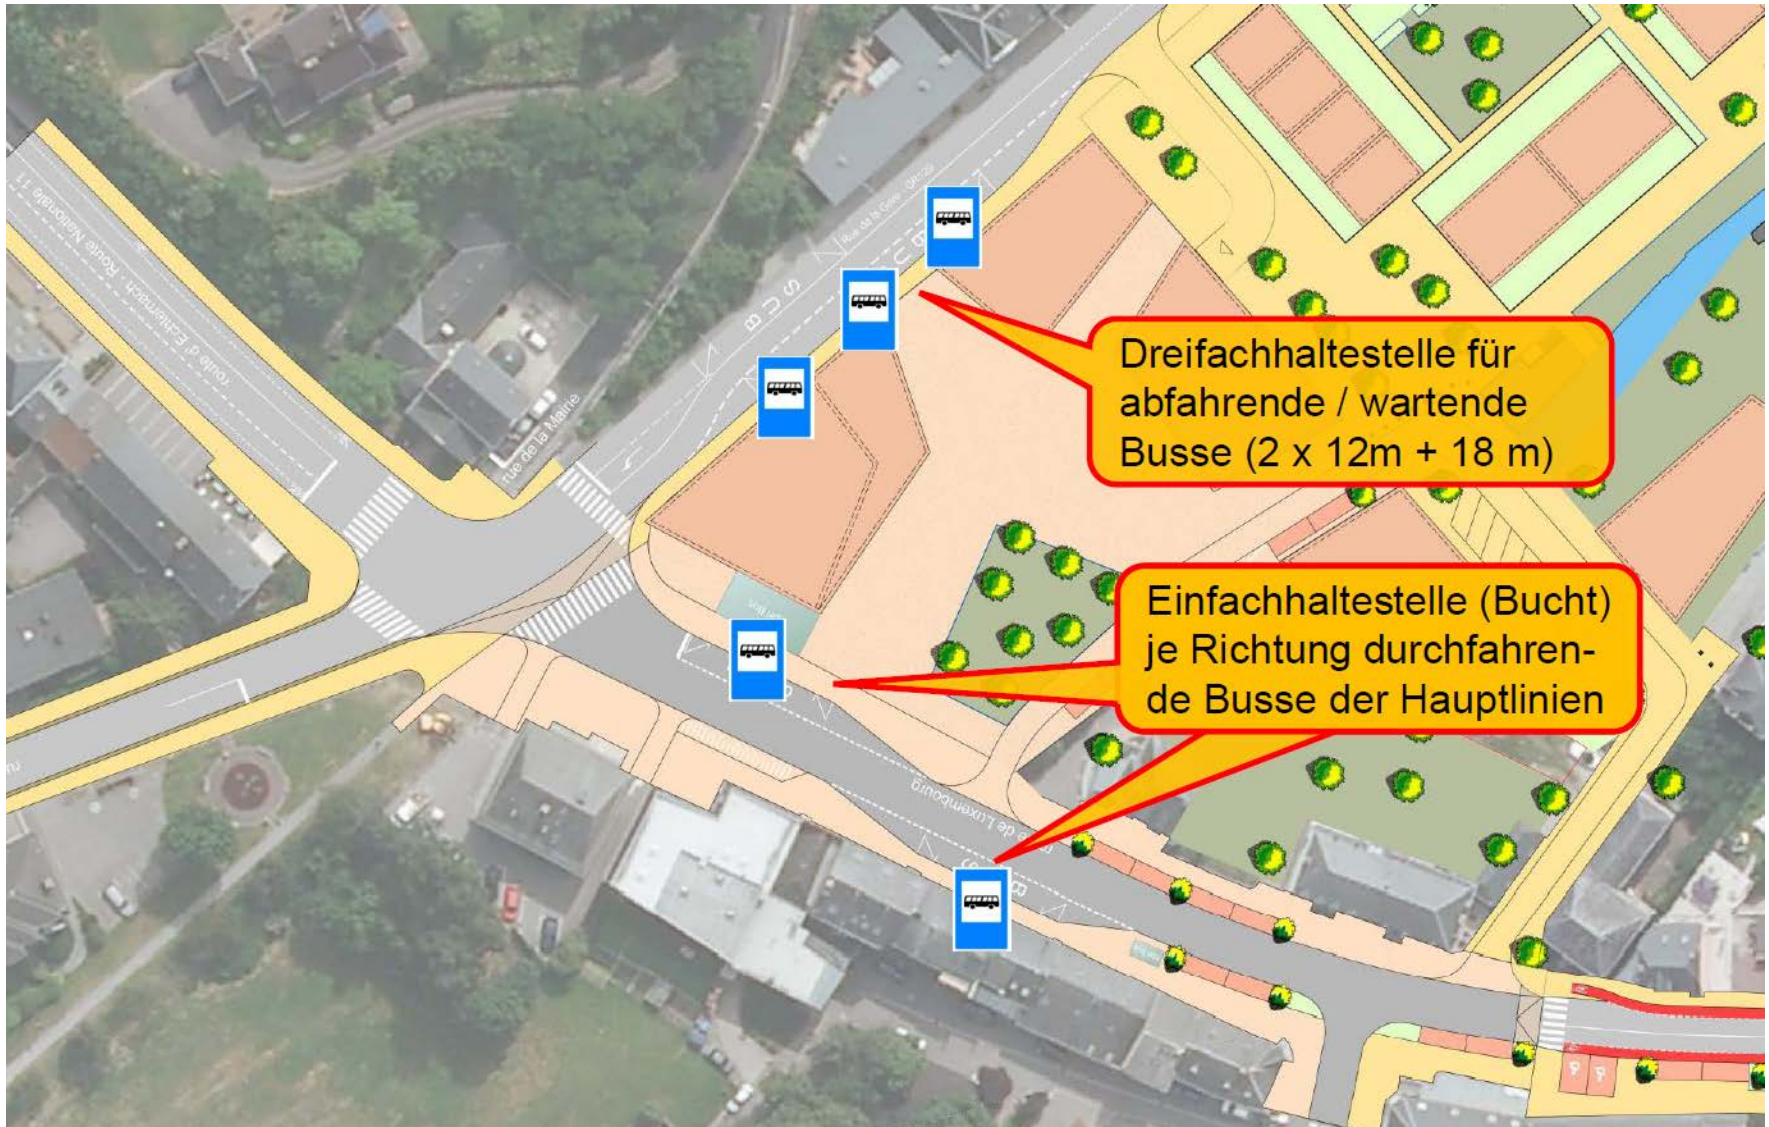 Route Nationale 11
route d'Echternach
rue de la Mairie
BUS
BUS
Dreifachhaltestelle für
abfahrende / wartende
Busse (2 x 12m + 18 m)
Einfachhaltestelle (Bucht)
je Richtung durchfahren-
de Busse der Hauptlinien
de Luxembourg